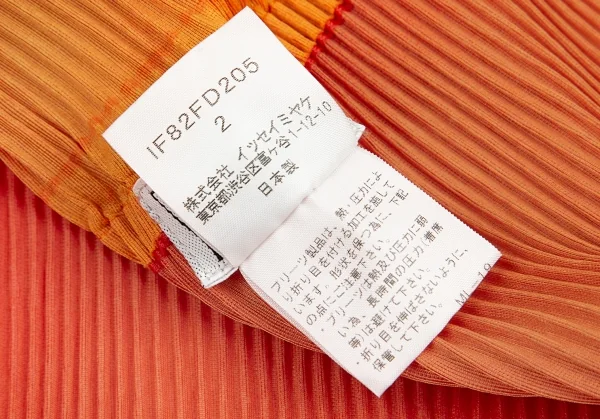 IF82FD205
2
株式会社 イッセイミヤケ
東京都渋谷区富ヶ谷1-12-10
日本製
プリーツ製品は、熱・圧力によ
り折り目を付ける加工を施して
います。形状を保つ為に、下記
の点にご注意下さい。
・プリーツは熱及び圧力に弱
い為、長時間の圧力(着席
等)は避けて下さい。
・折り目を伸ばさないように、
保管して下さい。
ML-19